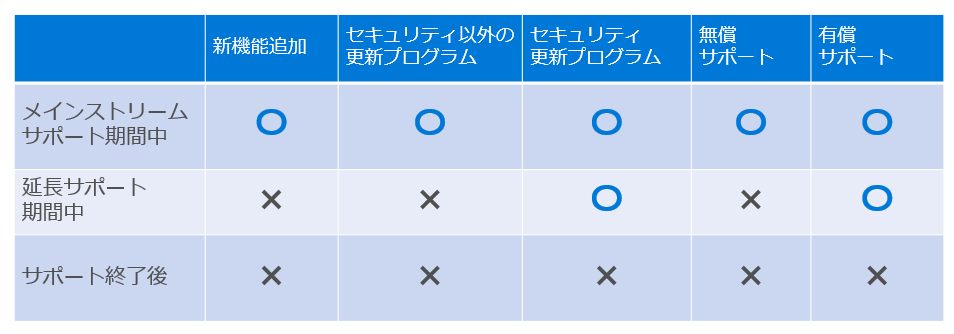 新機能追加
セキュリティ以外の
更新プログラム
セキュリティ
更新プログラム
無償
サポート
有償
サポート
メインストリーム
サポート期間中
〇 〇 〇 〇 〇
延長サポート
期間中
× × 〇 × 〇
サポート終了後
× × × × ×